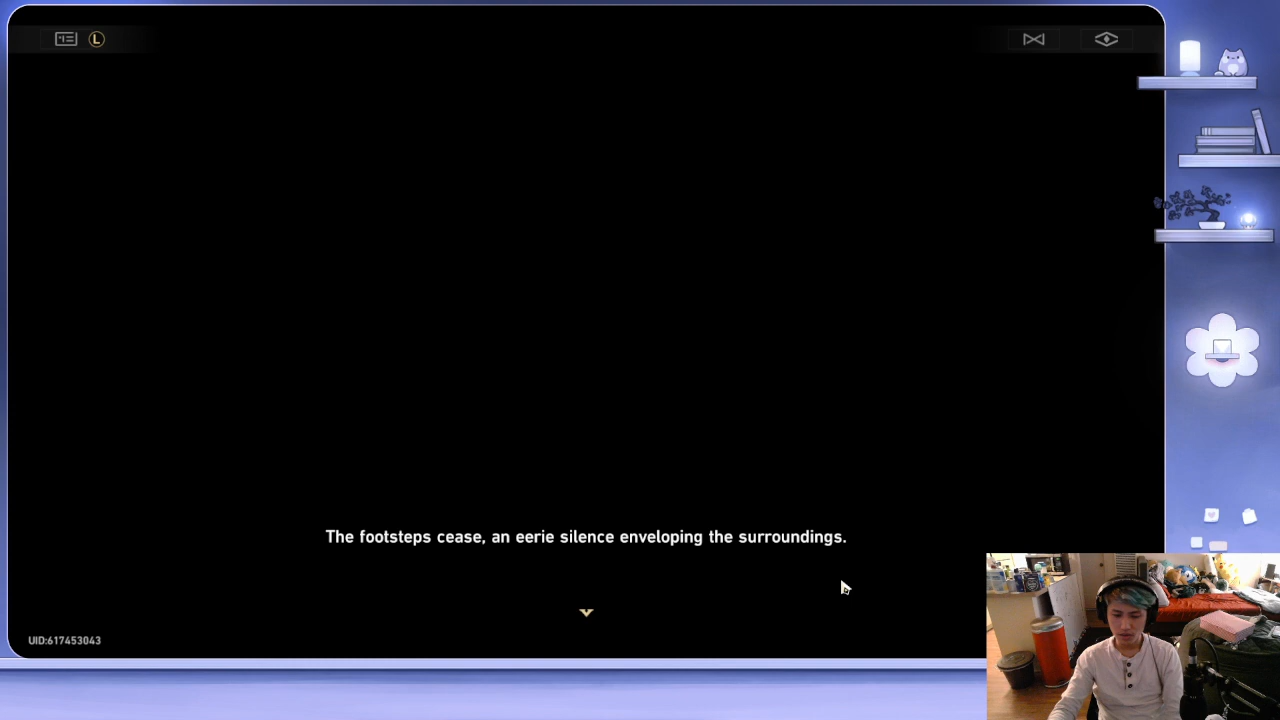 L
The footsteps cease, an eerie silence enveloping the surroundings.
UID:617453043